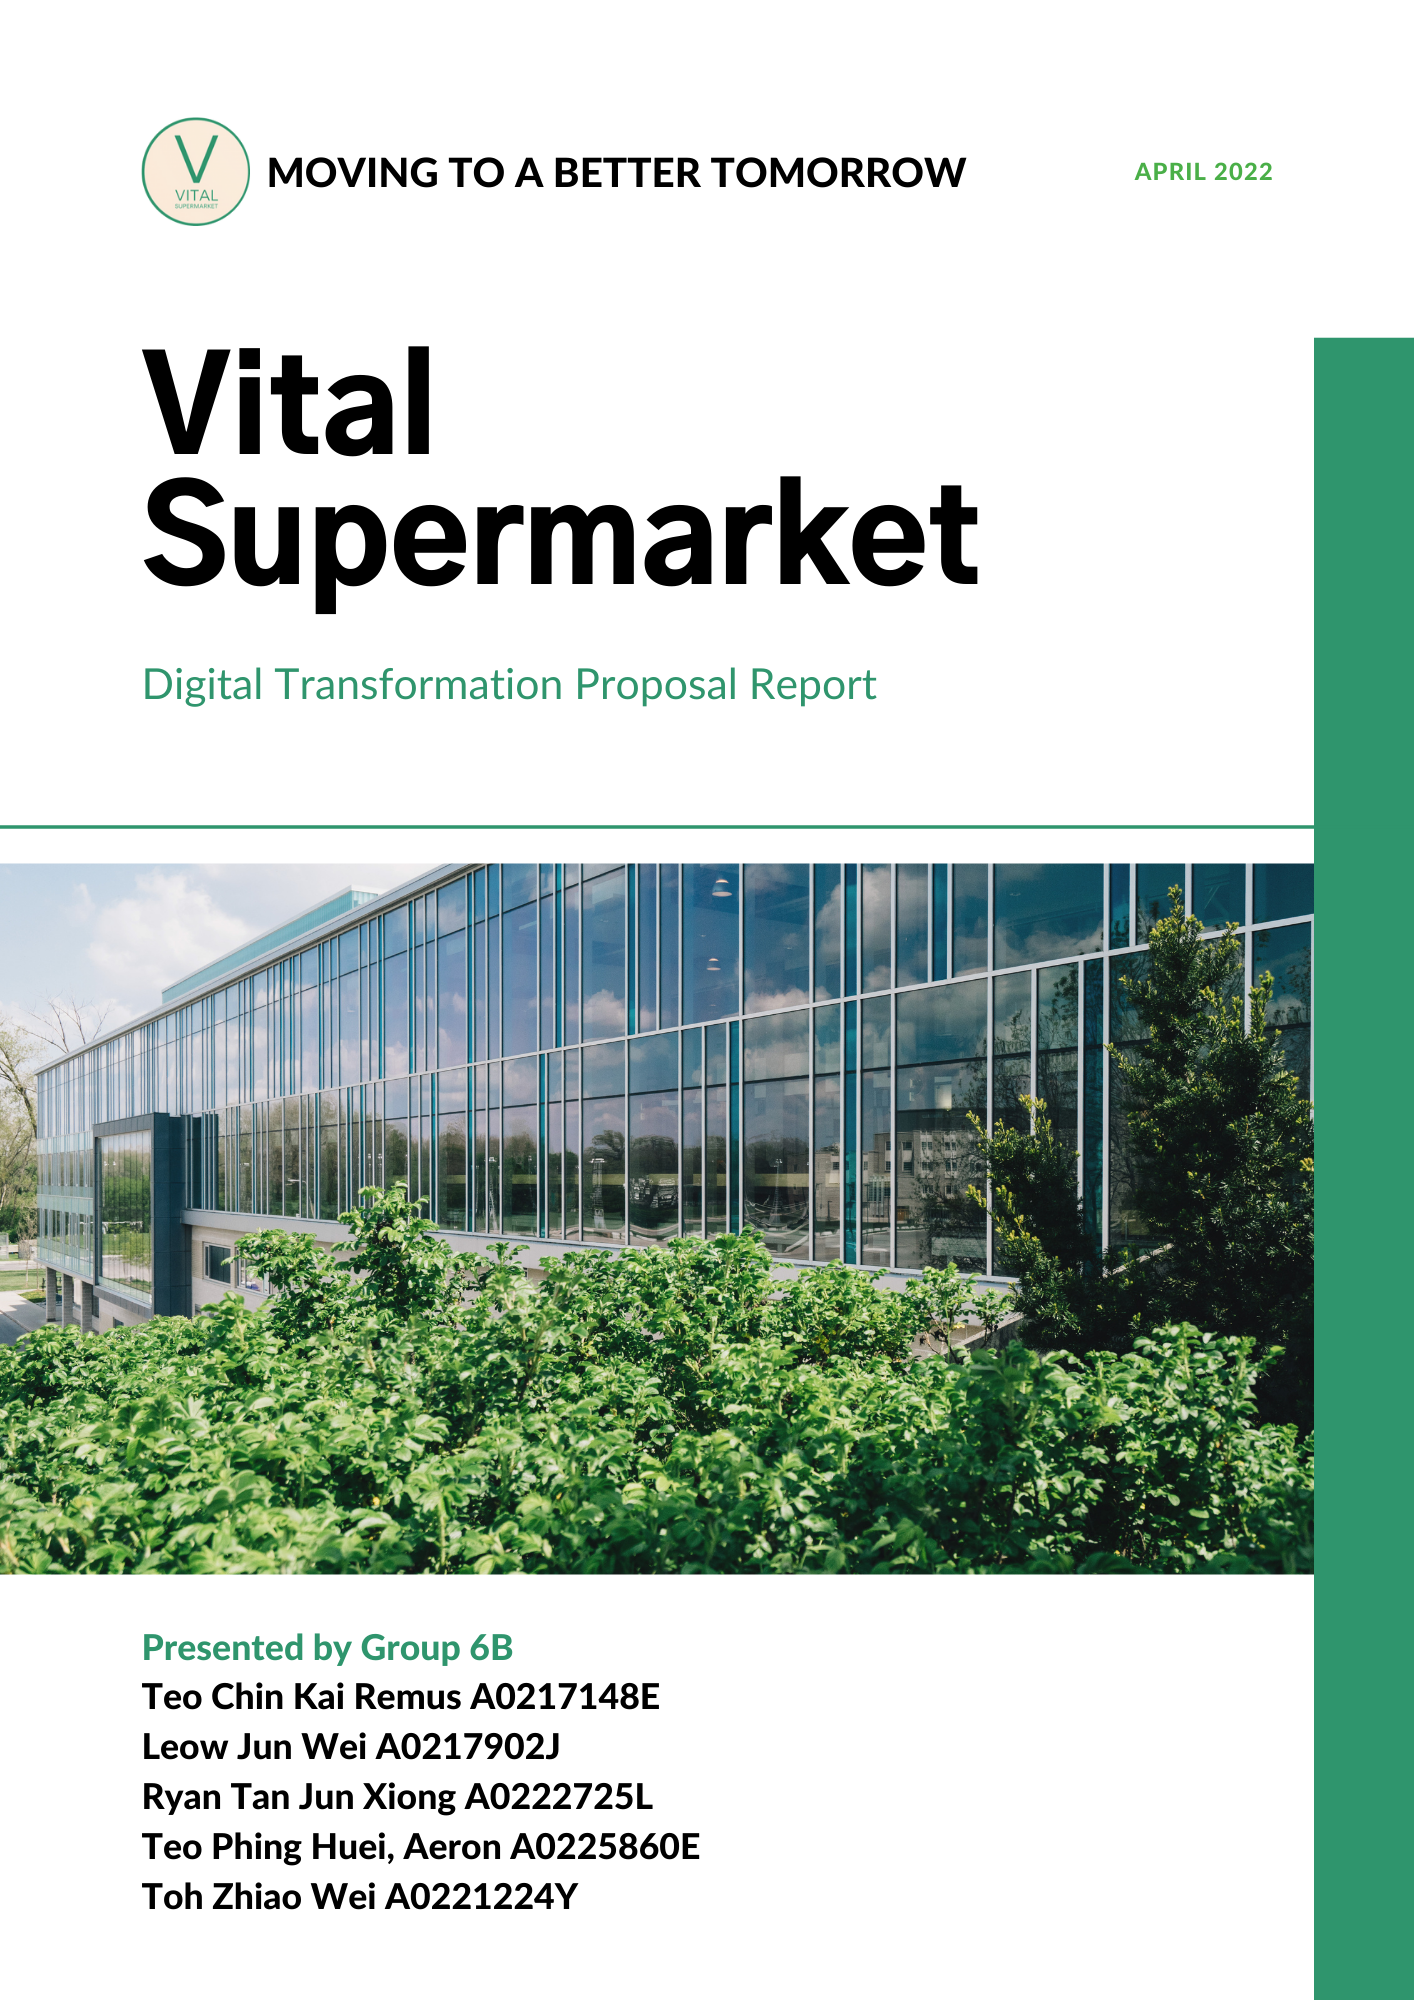 V
VITAL
SUPERMARKET
MOVING TO A BETTER TOMORROW
APRIL 2022
Vital
Supermarket
Digital Transformation Proposal Report
Presented by Group 6B
Teo Chin Kai Remus A0217148E
Leow Jun Wei A0217902J
Ryan Tan Jun Xiong A0222725L
Teo Phing Huei, Aeron A0225860E
Toh Zhiao Wei A0221224Y